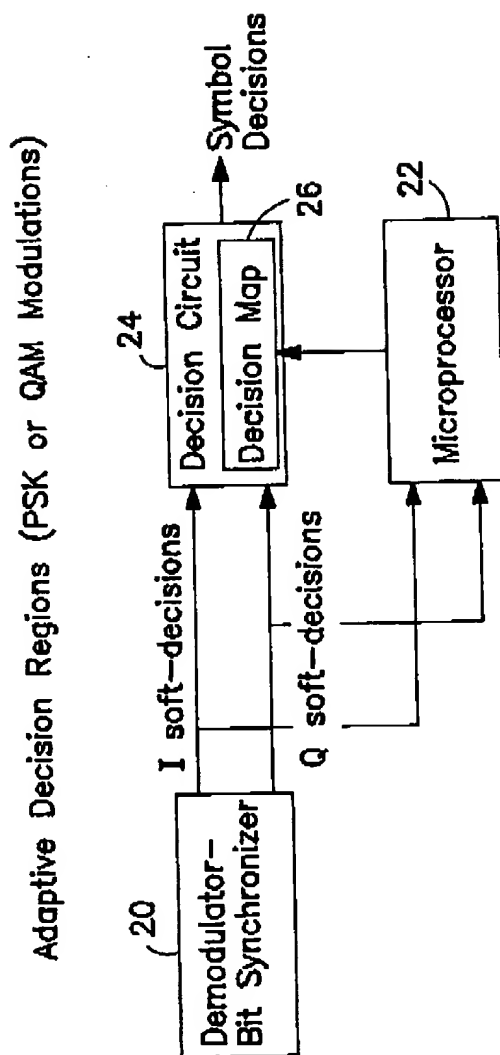 Adaptive Decision Regions (PSK or QAM Modulations)
20
Demodulator–
Bit Synchronizer
I soft–decisions
Q soft–decisions
24
Decision Circuit
Decision Map
26
Symbol
Decisions
22
Microprocessor